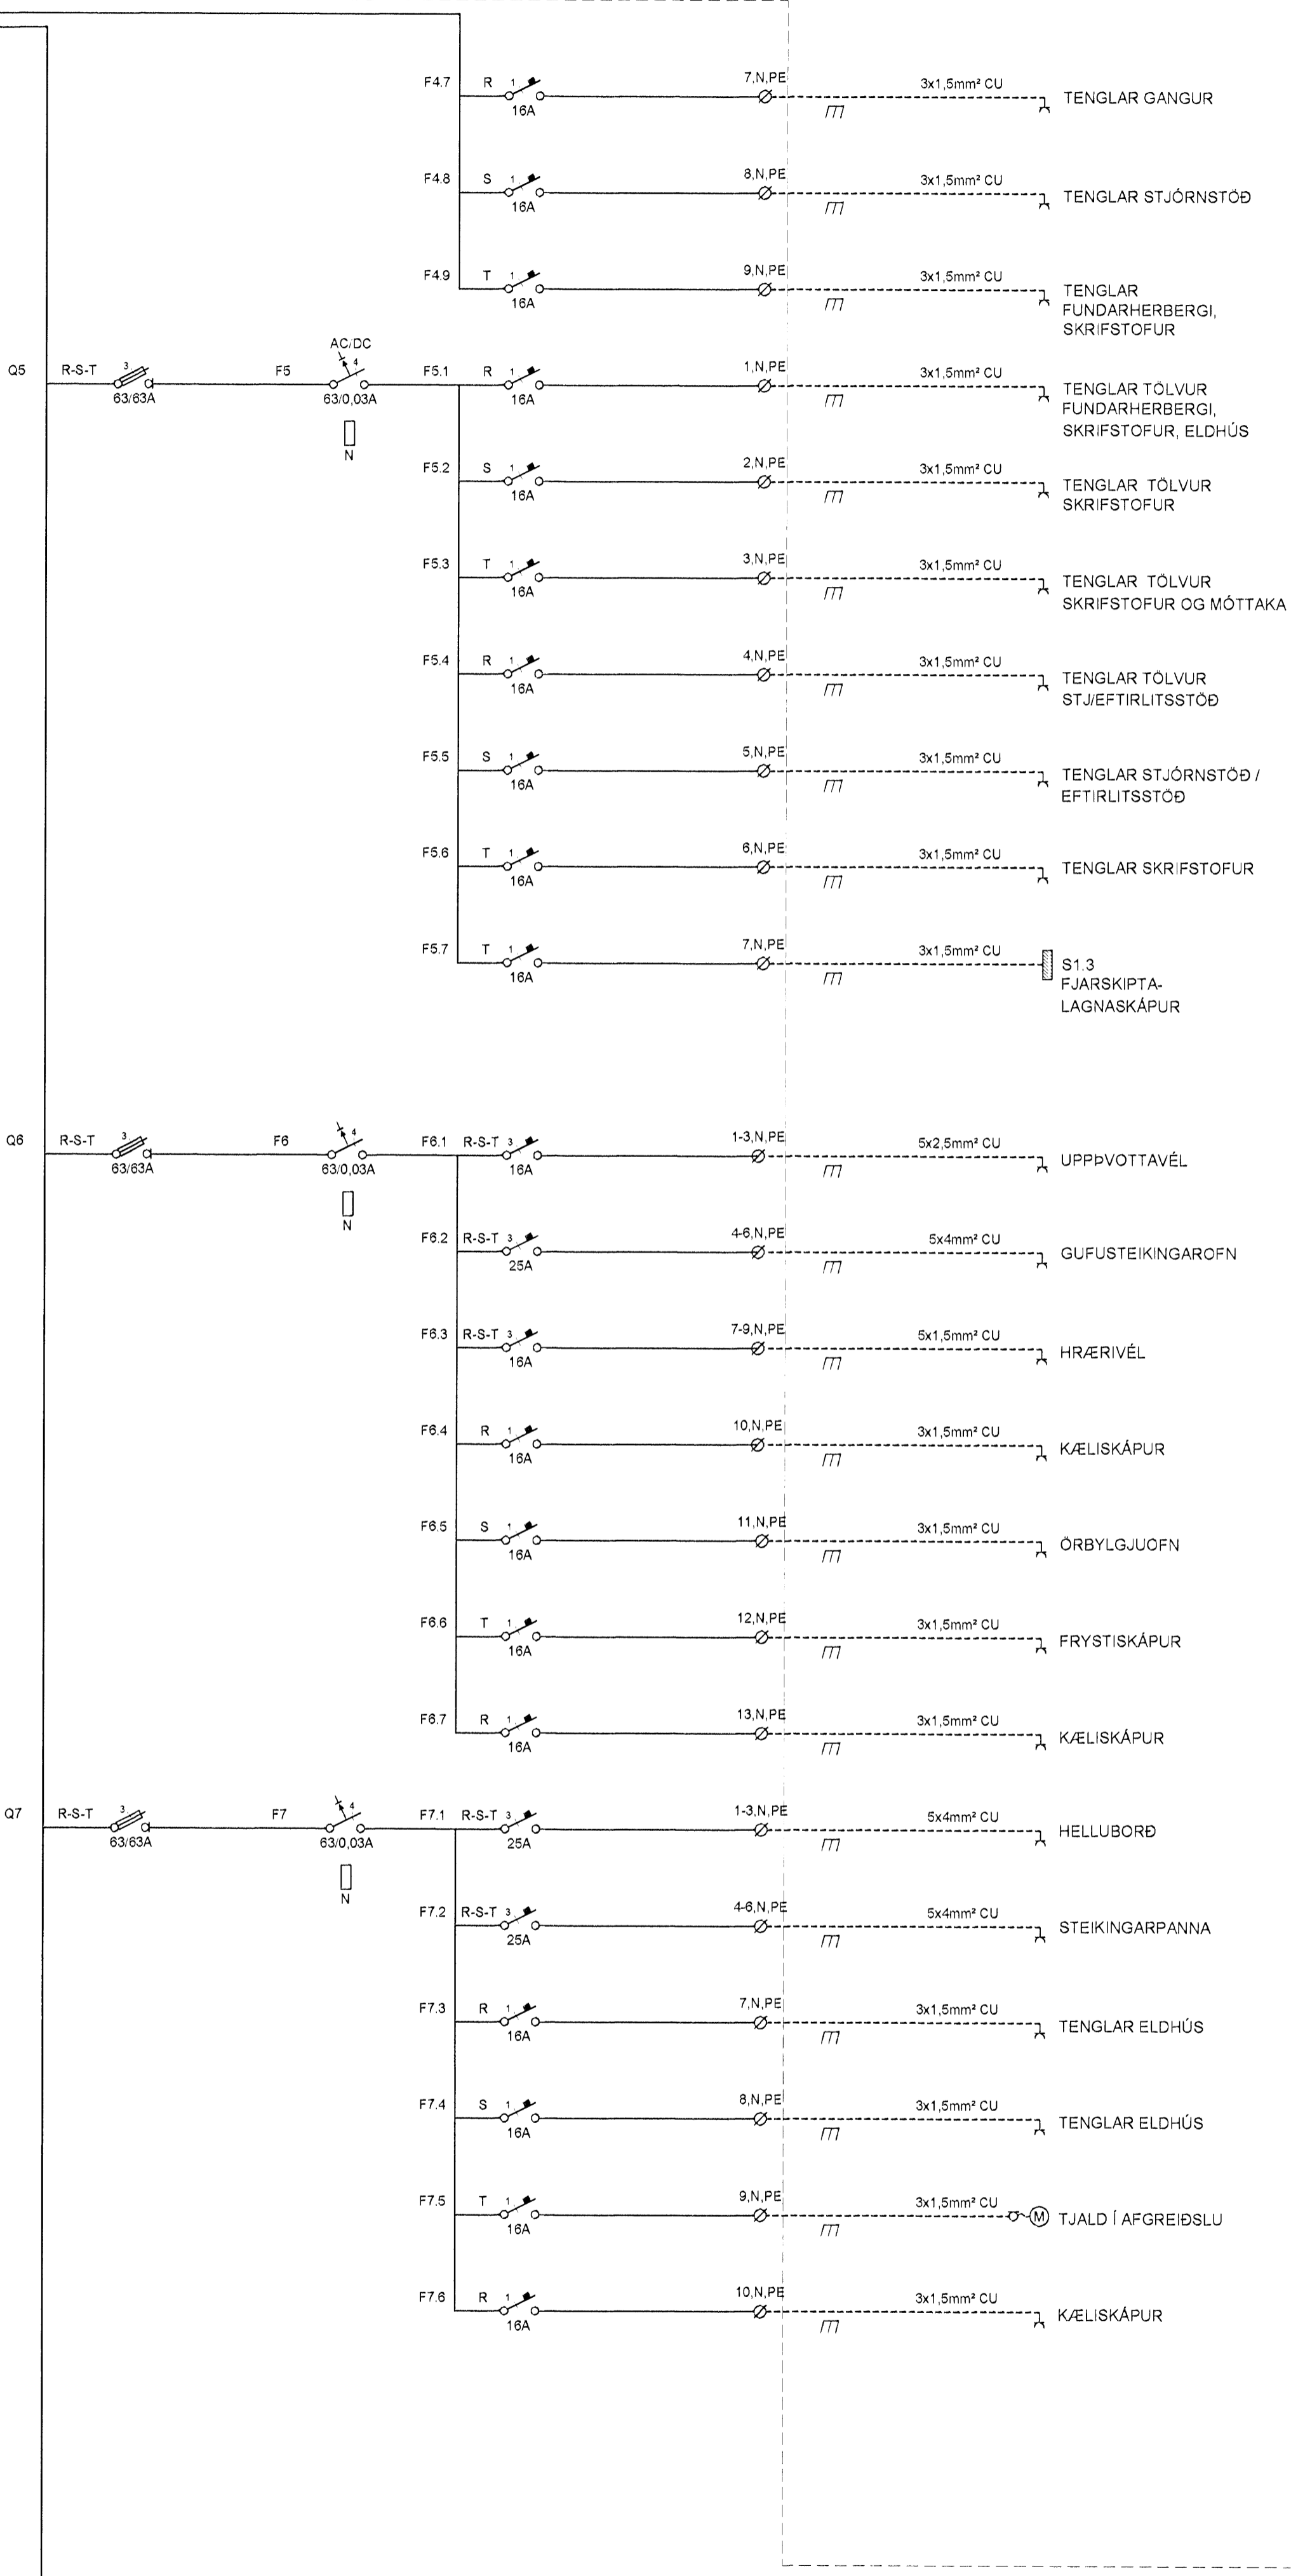 F4.7 R 1 16A 7,N,PE 3x1,5mm² CU TENGLAR GANGUR
F4.8 S 1 16A 8,N,PE 3x1,5mm² CU TENGLAR STJÓRNSTÖÐ
F4.9 T 1 16A 9,N,PE 3x1,5mm² CU TENGLAR
FUNDARHERBERGI,
SKRIFSTOFUR
Q5 R-S-T 3 63/63A F5 AC/DC 4 63/0,03A N
F5.1 R 1 16A 1,N,PE 3x1,5mm² CU TENGLAR TÖLVUR
FUNDARHERBERGI,
SKRIFSTOFUR, ELDHÚS
F5.2 S 1 16A 2,N,PE 3x1,5mm² CU TENGLAR TÖLVUR
SKRIFSTOFUR
F5.3 T 1 16A 3,N,PE 3x1,5mm² CU TENGLAR TÖLVUR
SKRIFSTOFUR OG MÓTTAKA
F5.4 R 1 16A 4,N,PE 3x1,5mm² CU TENGLAR TÖLVUR
STJ/EFTIRLITSSTÖÐ
F5.5 S 1 16A 5,N,PE 3x1,5mm² CU TENGLAR STJÓRNSTÖÐ /
EFTIRLITSSTÖÐ
F5.6 T 1 16A 6,N,PE 3x1,5mm² CU TENGLAR SKRIFSTOFUR
F5.7 T 1 16A 7,N,PE 3x1,5mm² CU S1.3
FJARSKIPTA-
LAGNASKÁPUR
Q6 R-S-T 3 63/63A F6 4 63/0,03A N
F6.1 R-S-T 3 16A 1-3,N,PE 5x2,5mm² CU UPPÞVOTTAVÉL
F6.2 R-S-T 3 25A 4-6,N,PE 5x4mm² CU GUFUSTEIKINGAROFN
F6.3 R-S-T 3 16A 7-9,N,PE 5x1,5mm² CU HRÆRIVÉL
F6.4 R 1 16A 10,N,PE 3x1,5mm² CU KÆLISKÁPUR
F6.5 S 1 16A 11,N,PE 3x1,5mm² CU ÖRBYLGJUOFN
F6.6 T 1 16A 12,N,PE 3x1,5mm² CU FRYSTISKÁPUR
F6.7 R 1 16A 13,N,PE 3x1,5mm² CU KÆLISKÁPUR
Q7 R-S-T 3 63/63A F7 4 63/0,03A N
F7.1 R-S-T 3 25A 1-3,N,PE 5x4mm² CU HELLUBORÐ
F7.2 R-S-T 3 25A 4-6,N,PE 5x4mm² CU STEIKINGARPANNA
F7.3 R 1 16A 7,N,PE 3x1,5mm² CU TENGLAR ELDHÚS
F7.4 S 1 16A 8,N,PE 3x1,5mm² CU TENGLAR ELDHÚS
F7.5 T 1 16A 9,N,PE 3x1,5mm² CU M TJALD Í AFGREIÐSLU
F7.6 R 1 16A 10,N,PE 3x1,5mm² CU KÆLISKÁPUR